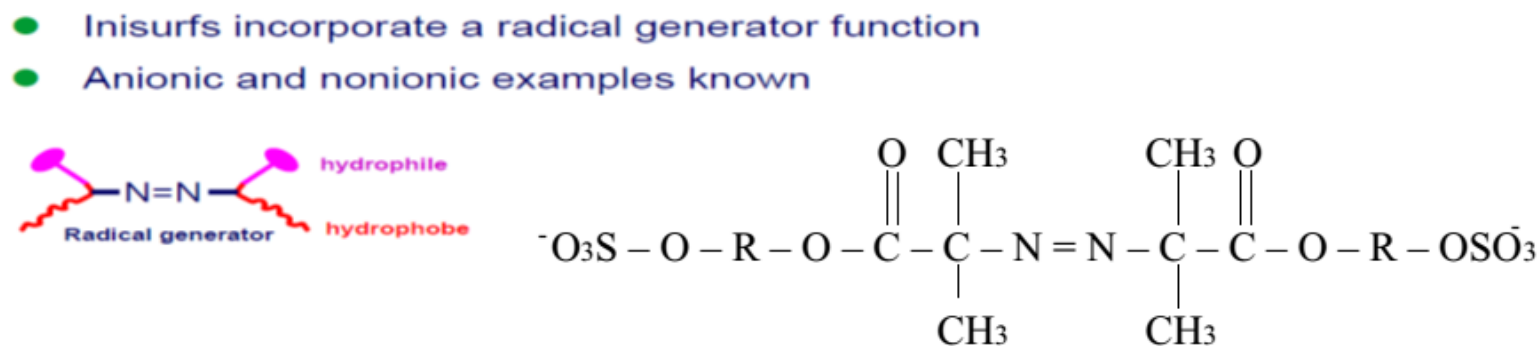 Inisurfs incorporate a radical generator function
Anionic and nonionic examples known
O CH₃ CH₃ O
hydrophile
N=N
hydrophobe
Radical generator
⁻O₃S – O – R – O – C – C – N = N – C – C – O – R – OSO₃⁻
CH₃ CH₃